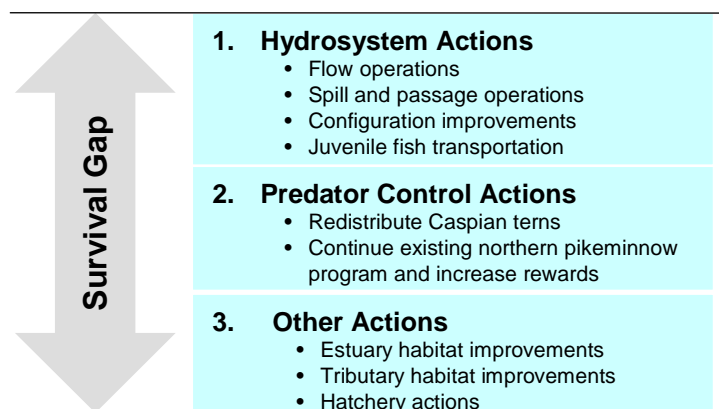 Survival Gap
1. Hydrosystem Actions
• Flow operations
• Spill and passage operations
• Configuration improvements
• Juvenile fish transportation
2. Predator Control Actions
• Redistribute Caspian terns
• Continue existing northern pikeminnow
program and increase rewards
3. Other Actions
• Estuary habitat improvements
• Tributary habitat improvements
• Hatchery actions